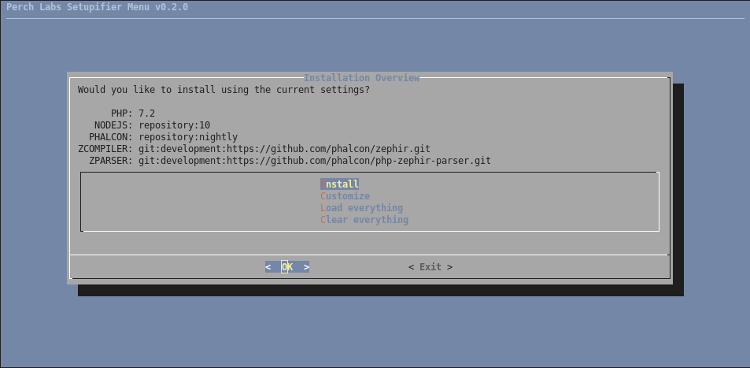 Perch Labs Setupifier Menu v0.2.0
Installation Overview
Would you like to install using the current settings?
PHP: 7.2
NODEJS: repository:10
PHALCON: repository:nightly
ZCOMPILER: git:development:https://github.com/phalcon/zephir.git
ZPARSER: git:development:https://github.com/phalcon/php-zephir-parser.git
Install
Customize
Load everything
Clear everything
< OK > < Exit >